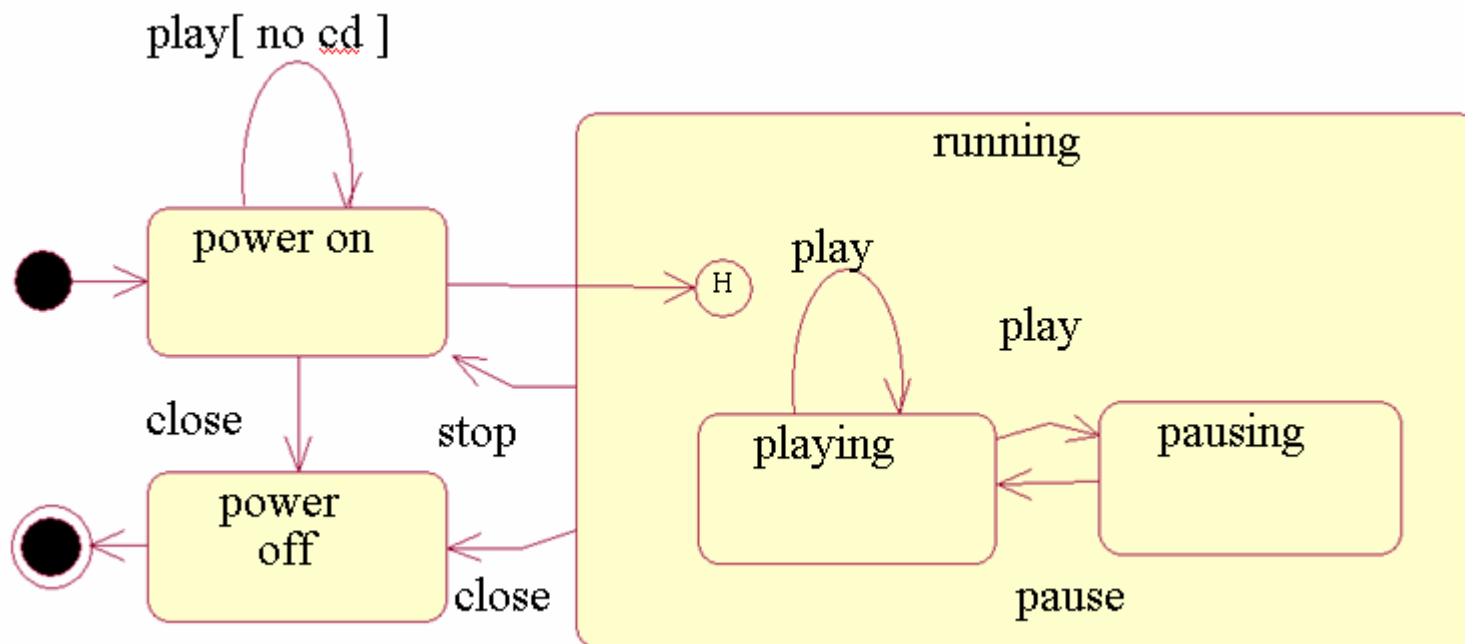 play[ no cd ]
running
power on
H
play
play
close
stop
playing
pausing
power
off
close
pause